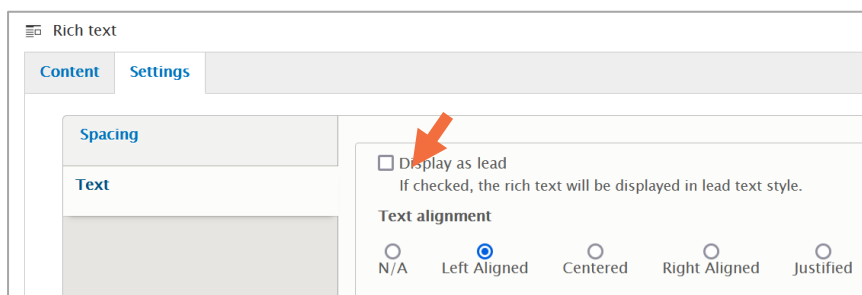 Rich text
Content Settings
Spacing
Text
Display as lead
If checked, the rich text will be displayed in lead text style.
Text alignment
N/A Left Aligned Centered Right Aligned Justified